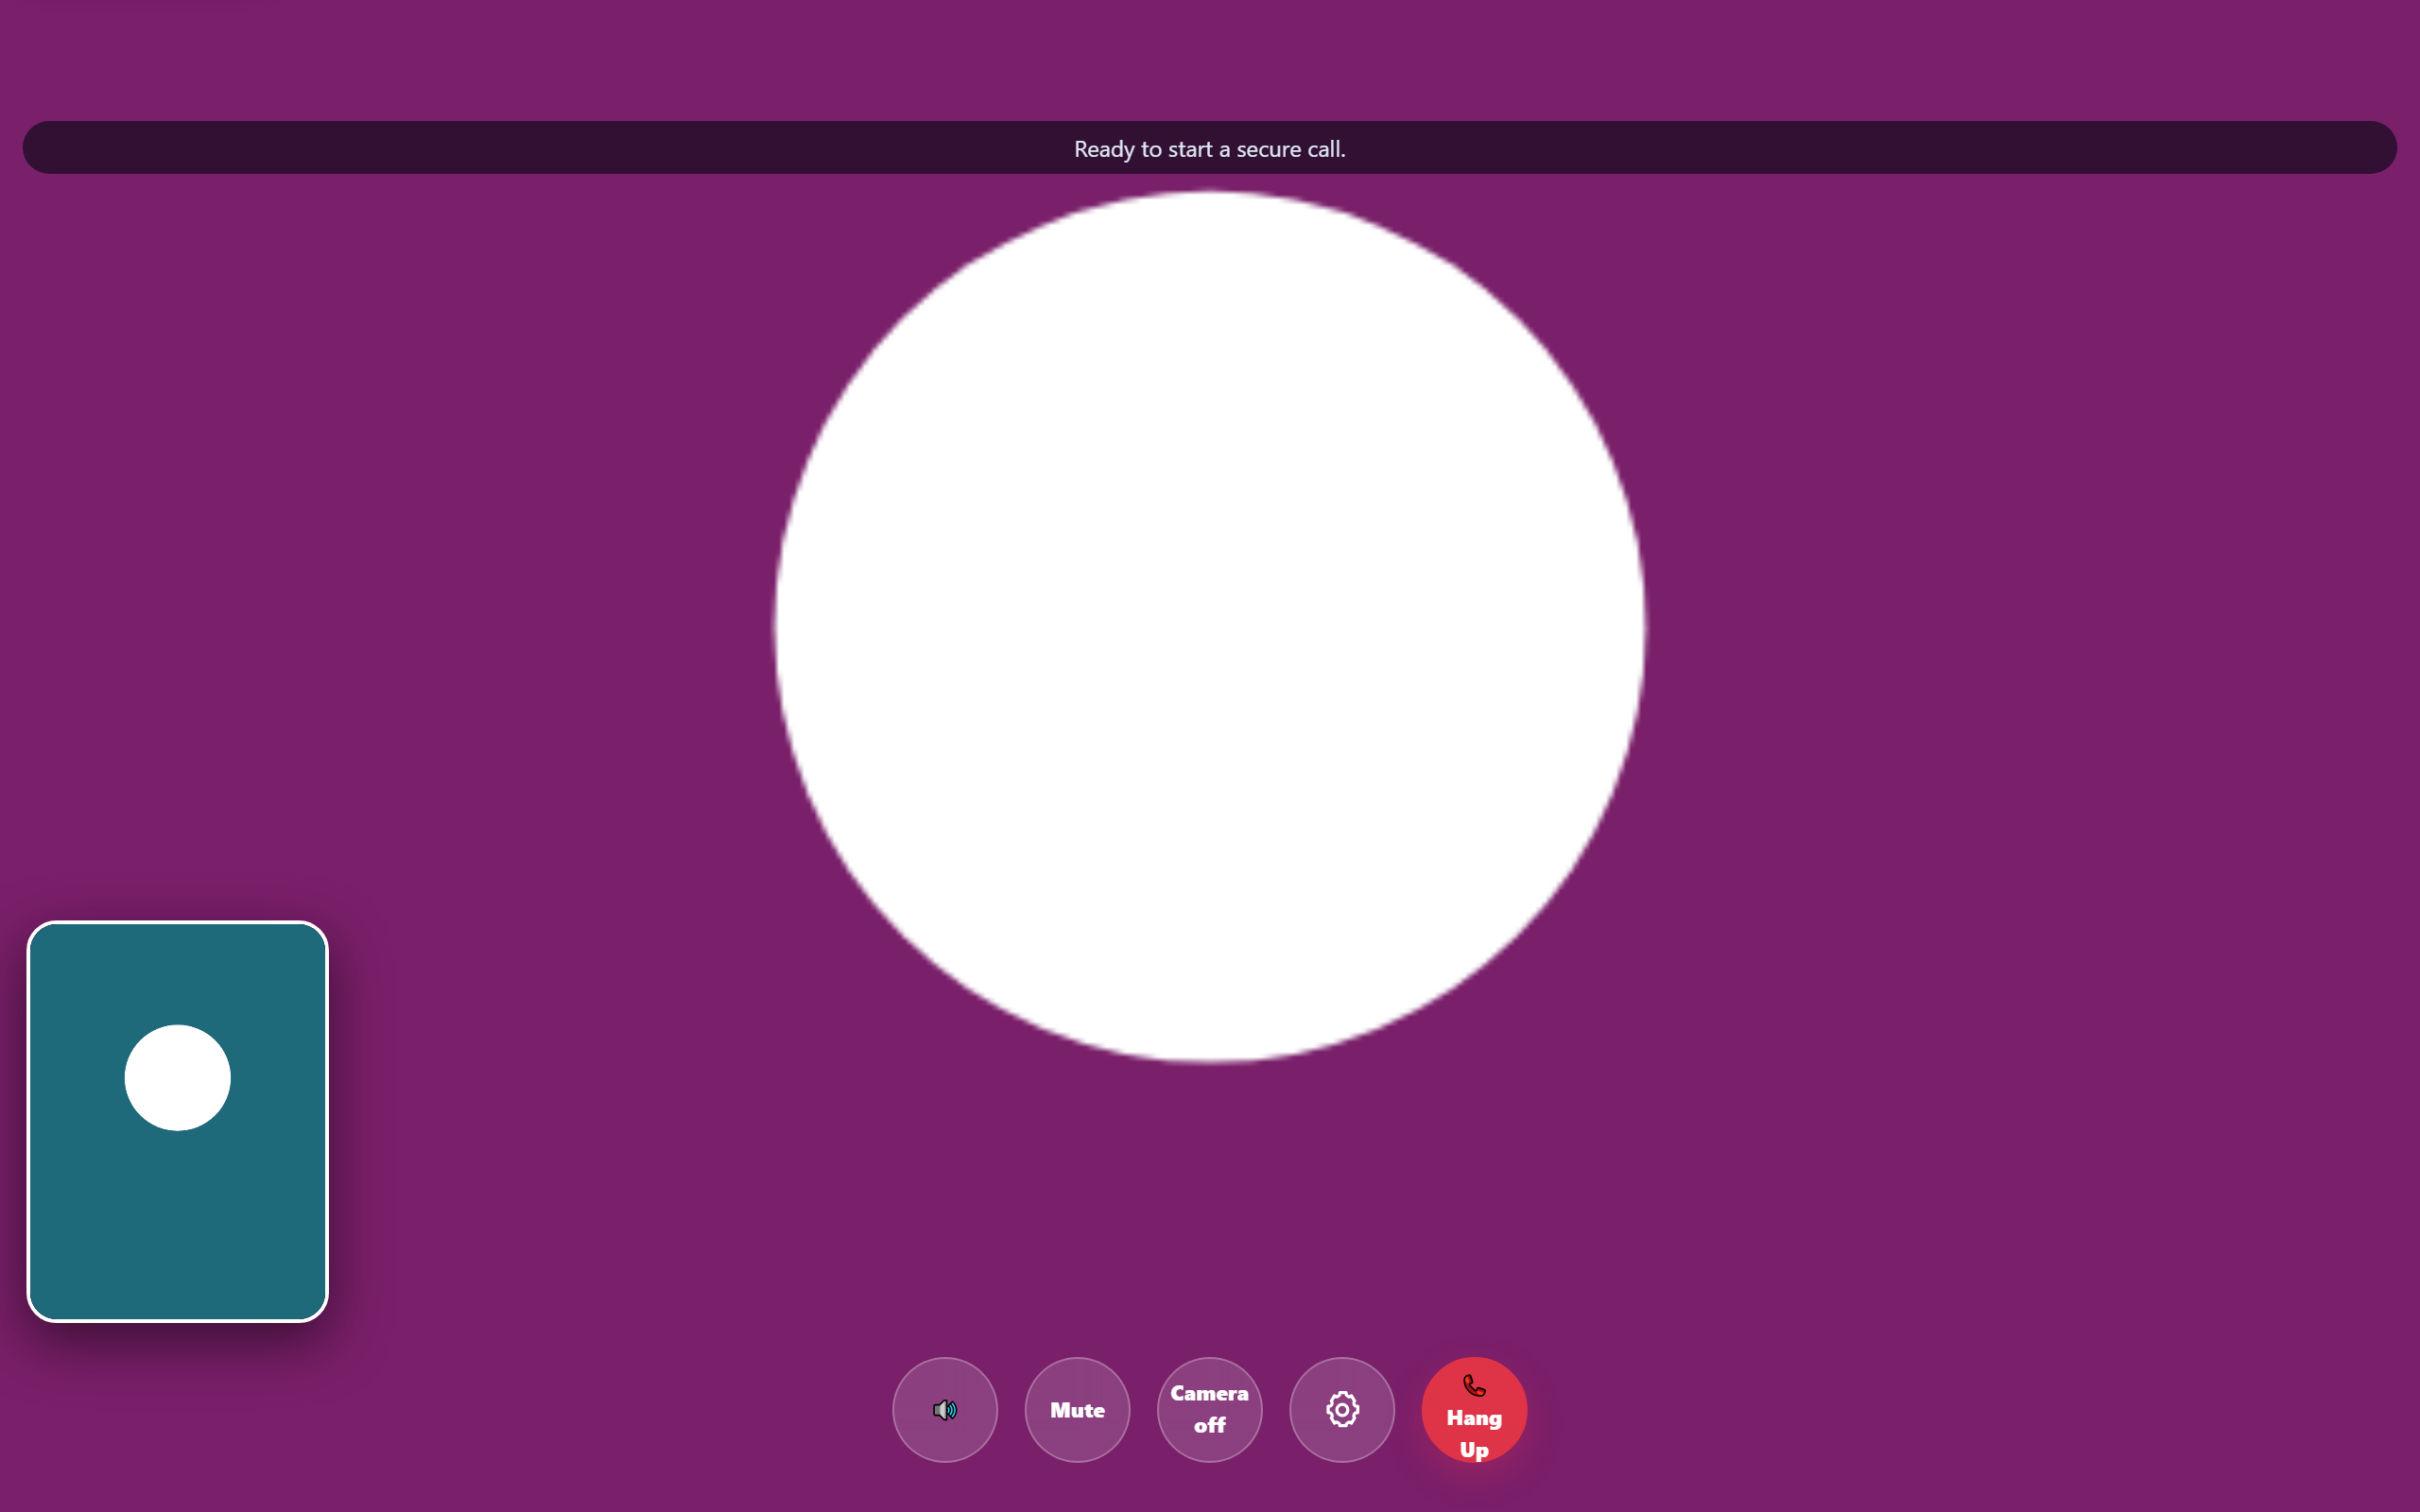 Ready to start a secure call.
Mute
Camera
off
Hang
Up